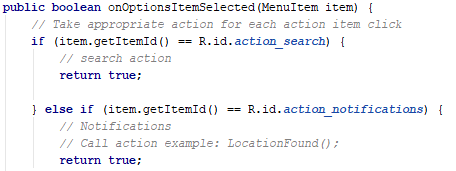 public boolean onOptionsItemSelected(MenuItem item) {
// Take appropriate action for each action item click
if (item.getItemId() == R.id.action_search) {
// search action
return true;
} else if (item.getItemId() == R.id.action_notifications) {
// Notifications
// Call action example: LocationFound();
return true;